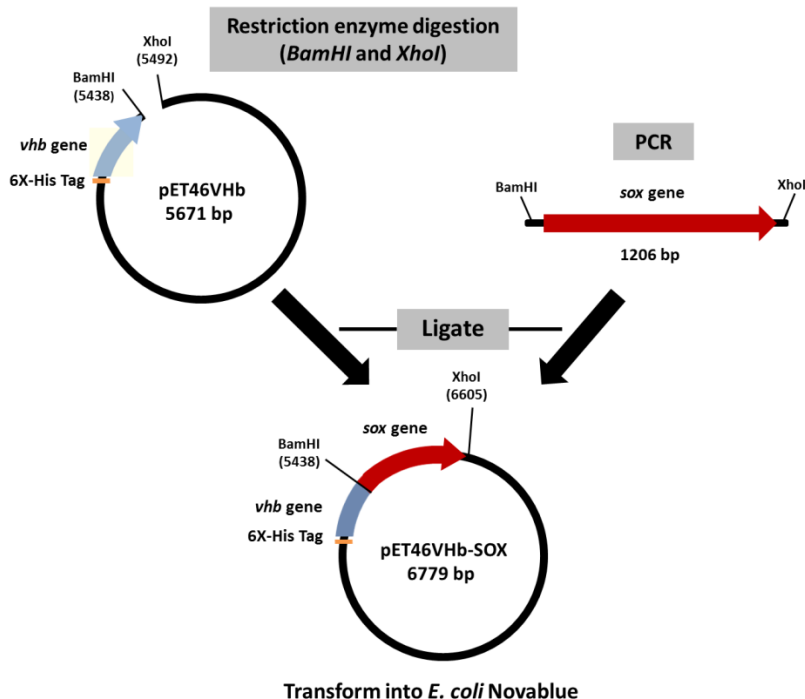 Restriction enzyme digestion
(BamHI and XhoI)
XhoI
(5492)
BamHI
(5438)
vhb gene
6X-His Tag
pET46VHb
5671 bp
PCR
BamHI
XhoI
sox gene
1206 bp
Ligate
XhoI
(6605)
sox gene
BamHI
(5438)
vhb gene
6X-His Tag
pET46VHb-SOX
6779 bp
Transform into E. coli Novablue